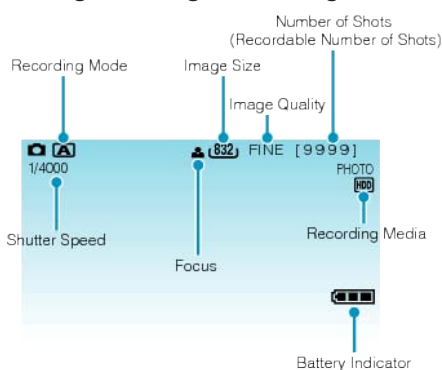 Number of Shots
(Recordable Number of Shots)
Recording Mode
Image Size
Image Quality
A
832
FINE
[9999]
1/4000
PHOTO
HDD
Shutter Speed
Recording Media
Focus
Battery Indicator